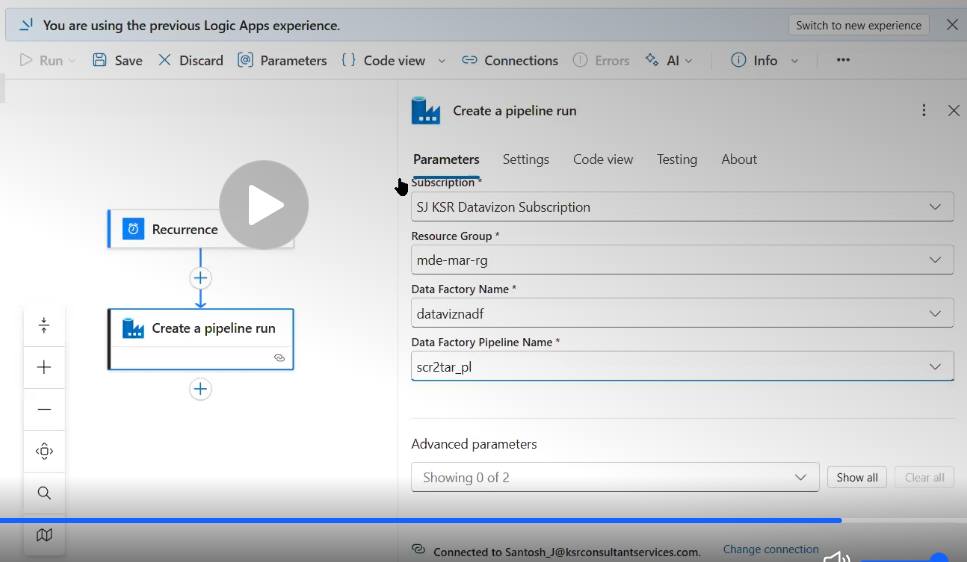 You are using the previous Logic Apps experience.
Switch to new experience
Run
Save
Discard
Parameters
Code view
Connections
Errors
AI
Info
Create a pipeline run
Parameters
Settings
Code view
Testing
About
Subscription *
SJ KSR Datavizon Subscription
Resource Group *
mde-mar-rg
Data Factory Name *
dataviznadf
Data Factory Pipeline Name *
scr2tar_pl
Advanced parameters
Showing 0 of 2
Show all
Clear all
Connected to Santosh_J@ksrconsultantservices.com.
Change connection
Recurrence
Create a pipeline run